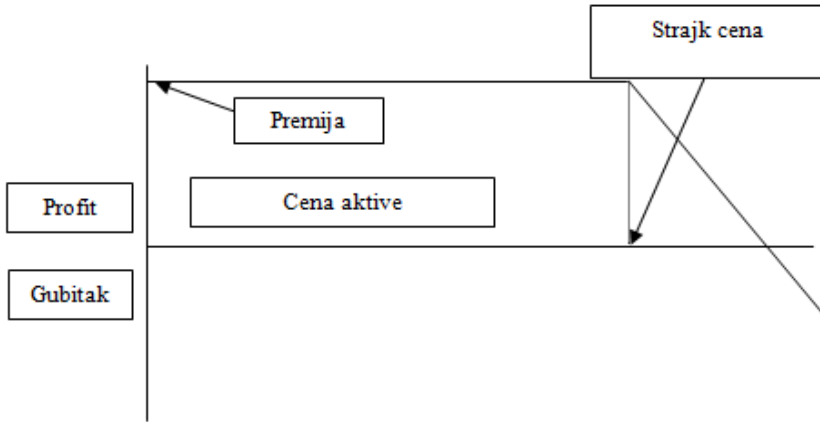 Strajk cena
Premija
Cena aktive
Profit
Gubitak